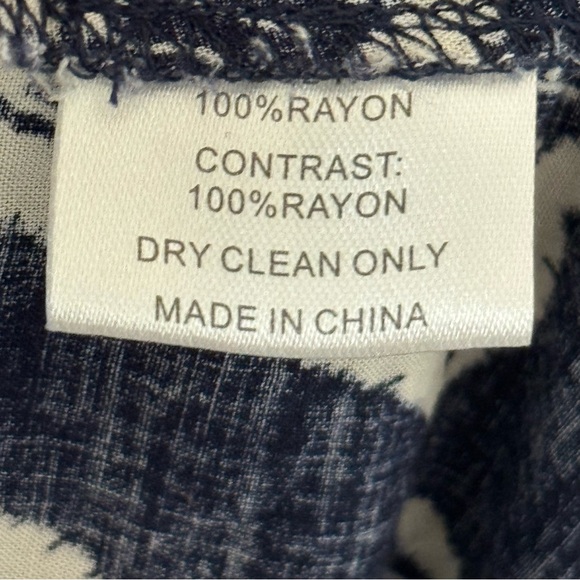 100%RAYON
CONTRAST:
100%RAYON
DRY CLEAN ONLY
MADE IN CHINA